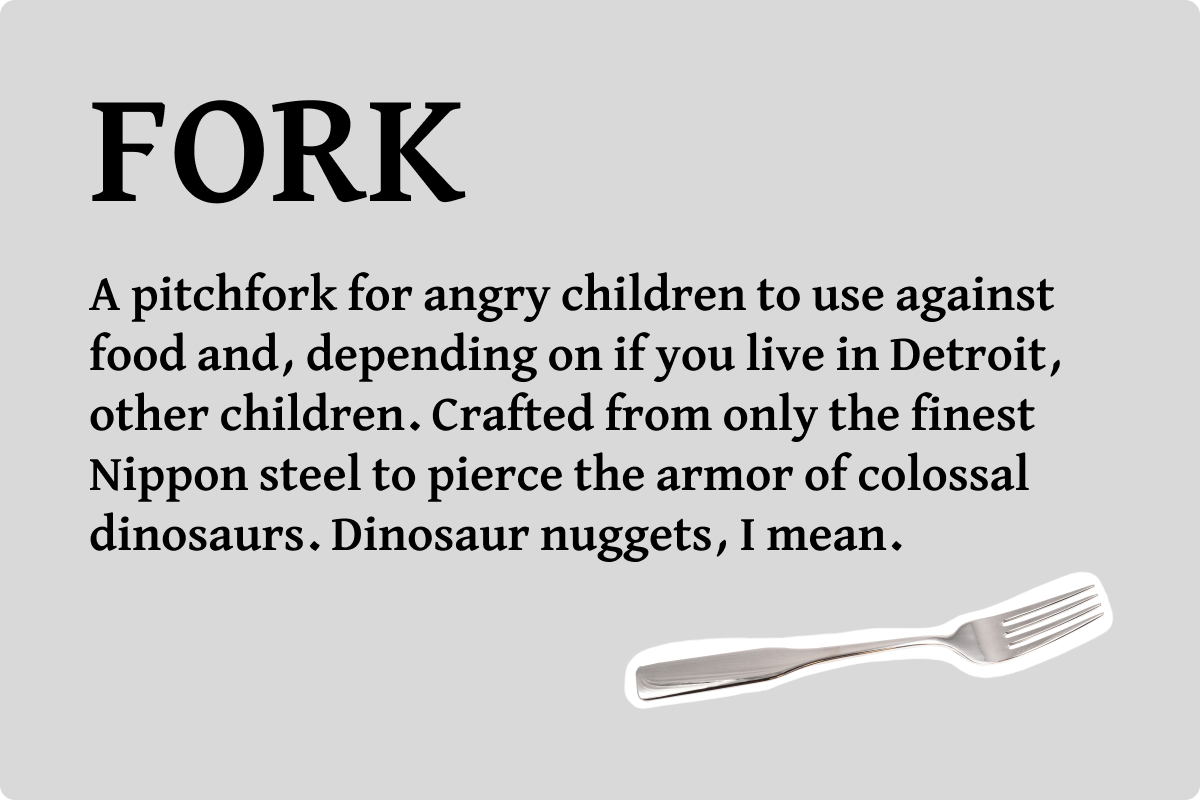 FORK
A pitchfork for angry children to use against
food and, depending on if you live in Detroit,
other children. Crafted from only the finest
Nippon steel to pierce the armor of colossal
dinosaurs. Dinosaur nuggets, I mean.